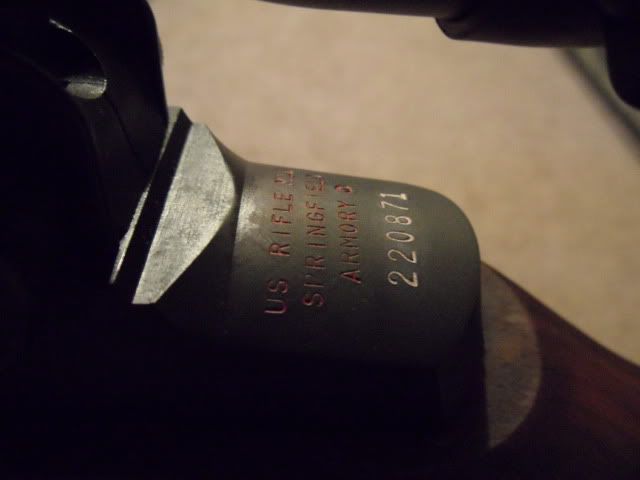 US RIFLE
SPRINGFIELD
ARMORY
220871